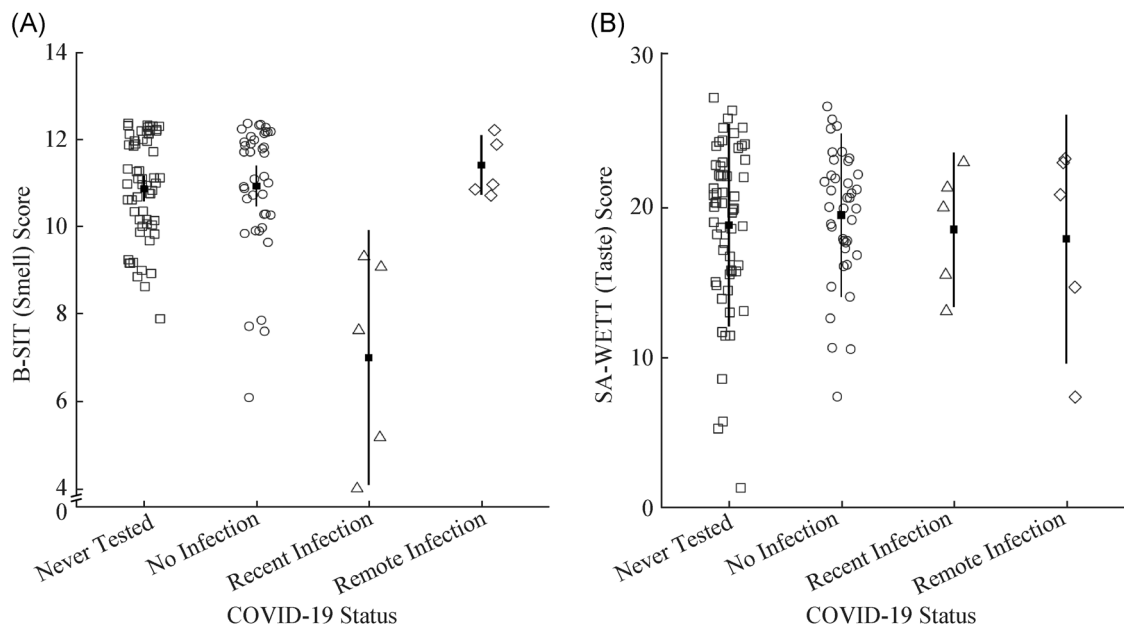 (A)
B-SIT (Smell) Score
14
12
10
8
6
4
0
Never Tested
No Infection
Recent Infection
Remote Infection
COVID-19 Status
(B)
SA-WETT (Taste) Score
30
20
10
0
Never Tested
No Infection
Recent Infection
Remote Infection
COVID-19 Status